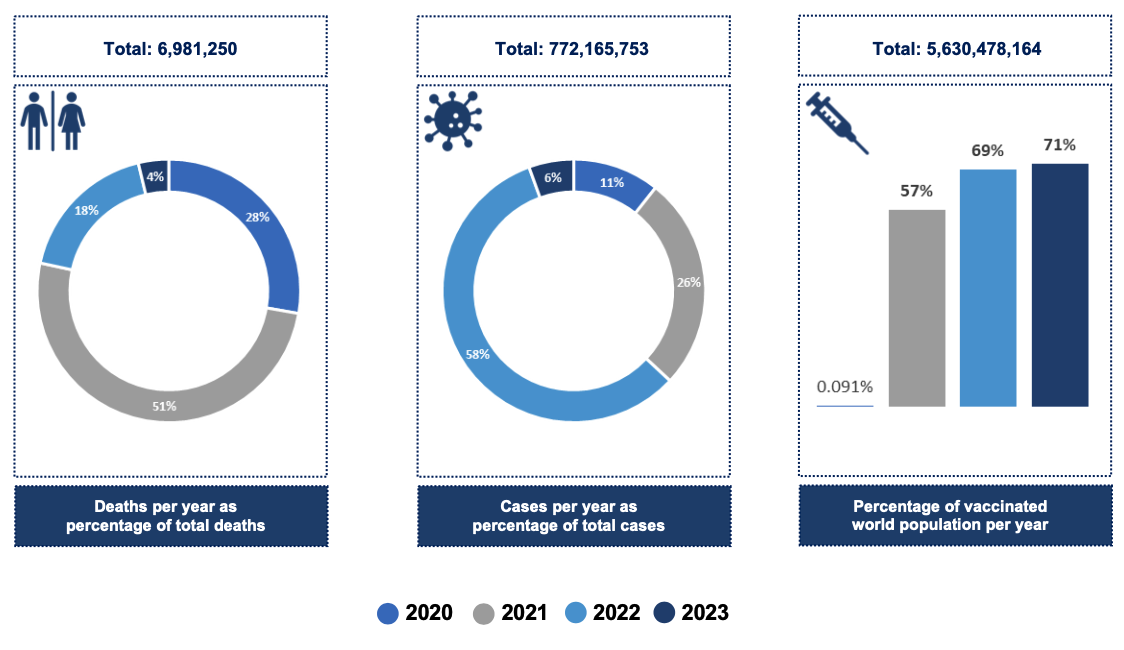 Total: 6,981,250
Total: 772,165,753
Total: 5,630,478,164
4%
28%
18%
51%
6%
11%
26%
58%
0.091%
57%
69%
71%
Deaths per year as
percentage of total deaths
Cases per year as
percentage of total cases
Percentage of vaccinated
world population per year
2020
2021
2022
2023